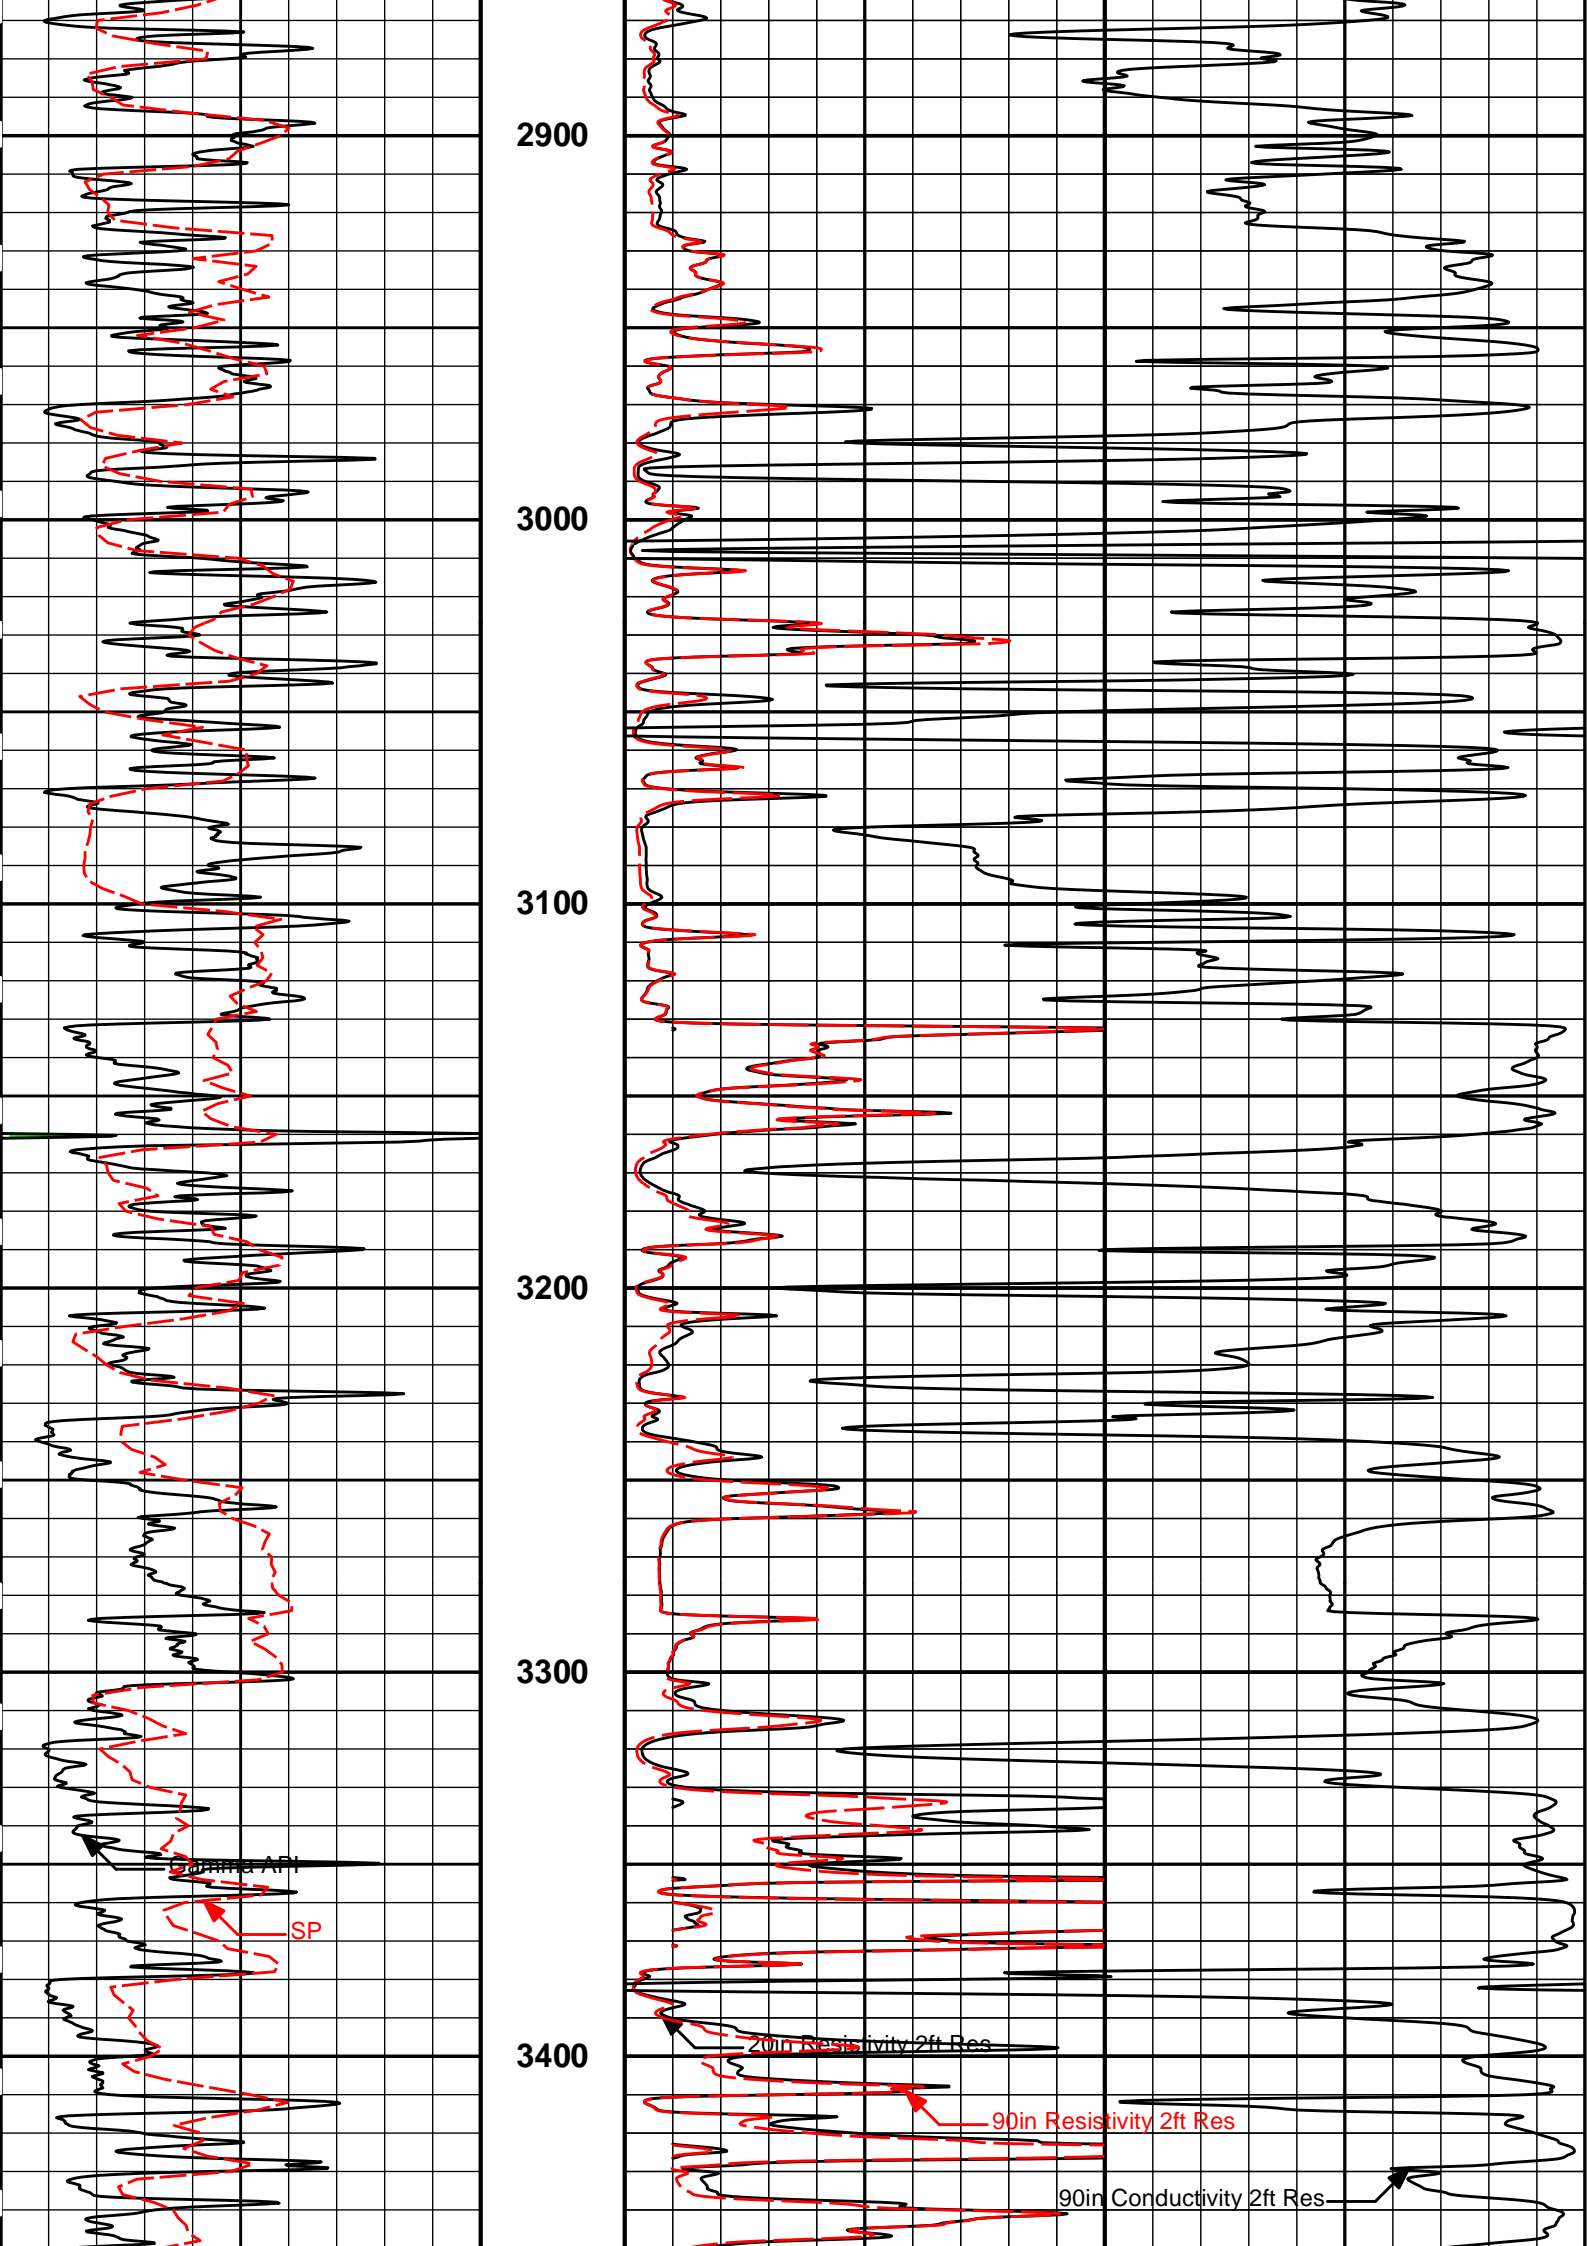 2900
3000
3100
3200
3300
Gamma API
SP
20in Resistivity 2ft Res
3400
90in Resistivity 2ft Res
90in Conductivity 2ft Res